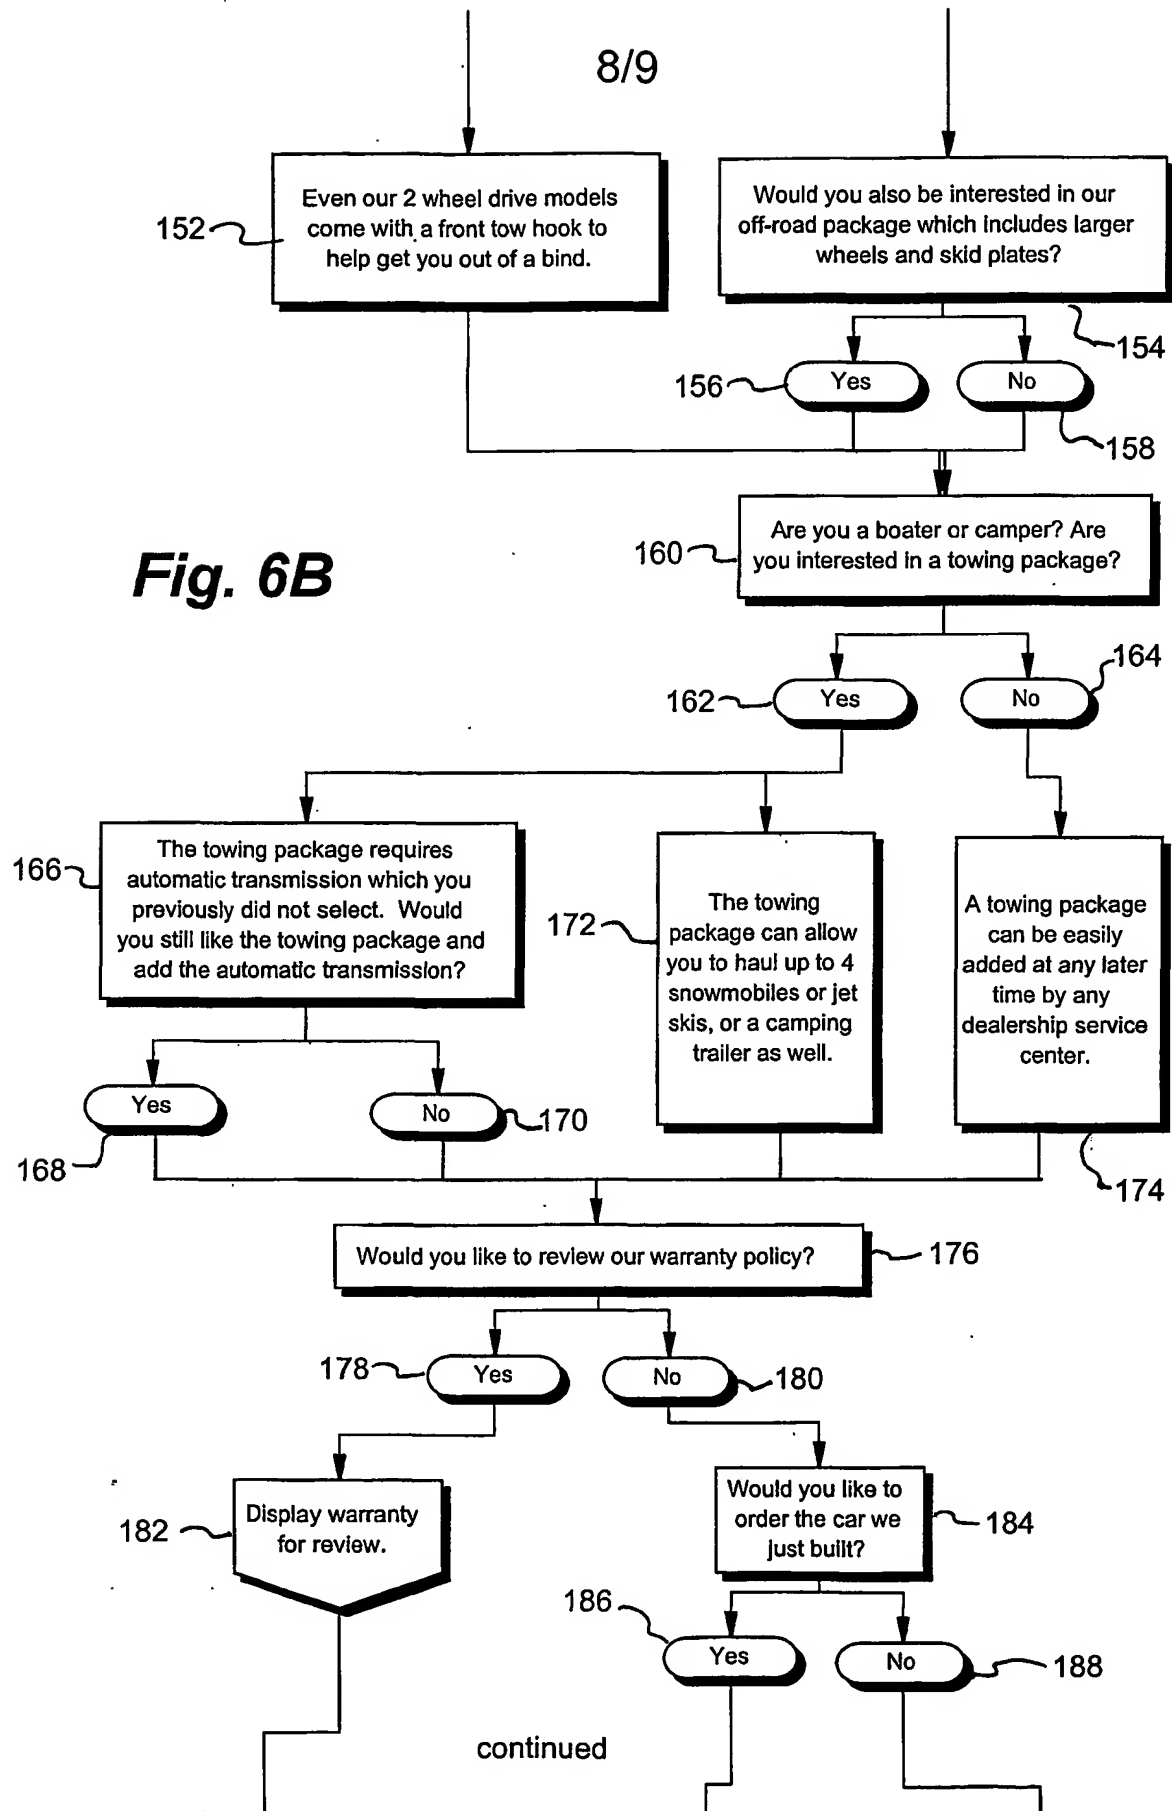 8/9
Even our 2 wheel drive models
come with a front tow hook to
help get you out of a bind.
152
Would you also be interested in our
off-road package which includes larger
wheels and skid plates?
154
156
Yes
No
158
Fig. 6B
160
Are you a boater or camper? Are
you interested in a towing package?
162
Yes
No
164
166
The towing package requires
automatic transmission which you
previously did not select. Would
you still like the towing package and
add the automatic transmission?
172
The towing
package can allow
you to haul up to 4
snowmobiles or jet
skis, or a camping
trailer as well.
A towing package
can be easily
added at any later
time by any
dealership service
center.
174
168
Yes
No
170
Would you like to review our warranty policy?
176
178
Yes
No
180
182
Display warranty
for review.
Would you like to
order the car we
just built?
184
186
Yes
No
188
continued